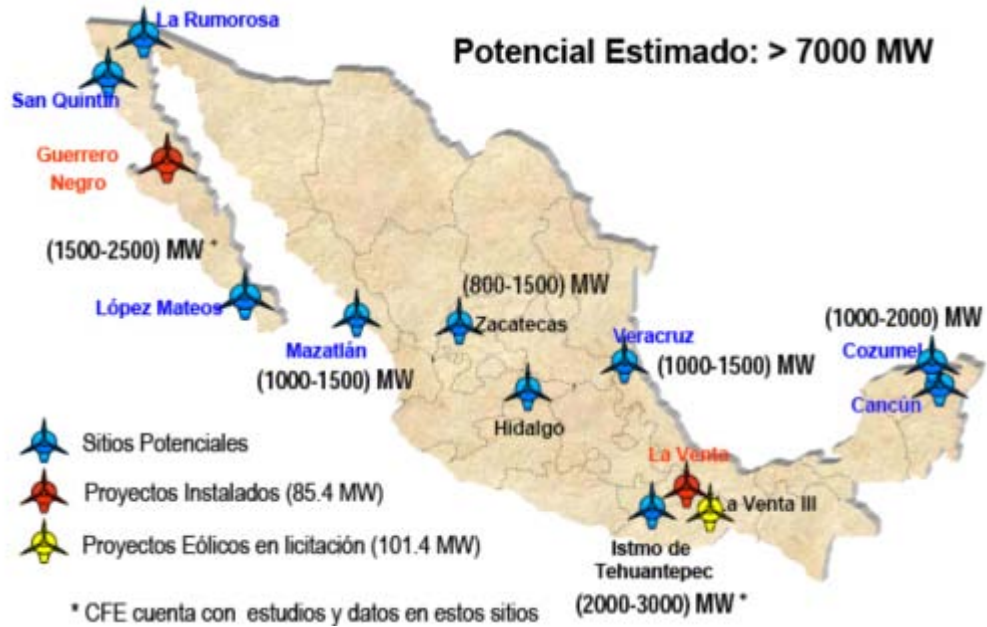 La Rumorosa
Potencial Estimado: > 7000 MW
San Quintín
Guerrero
Negro
(1500-2500) MW *
López Mateos
(800-1500) MW
Zacatecas
Mazatlán
(1000-1500) MW
Veracruz
(1000-1500) MW
(1000-2000) MW
Cozumel
Cancún
Hidalgo
La Venta
La Venta III
Istmo de
Tehuantepec
(2000-3000) MW *
Sitios Potenciales
Proyectos Instalados (85.4 MW)
Proyectos Eólicos en licitación (101.4 MW)
* CFE cuenta con estudios y datos en estos sitios